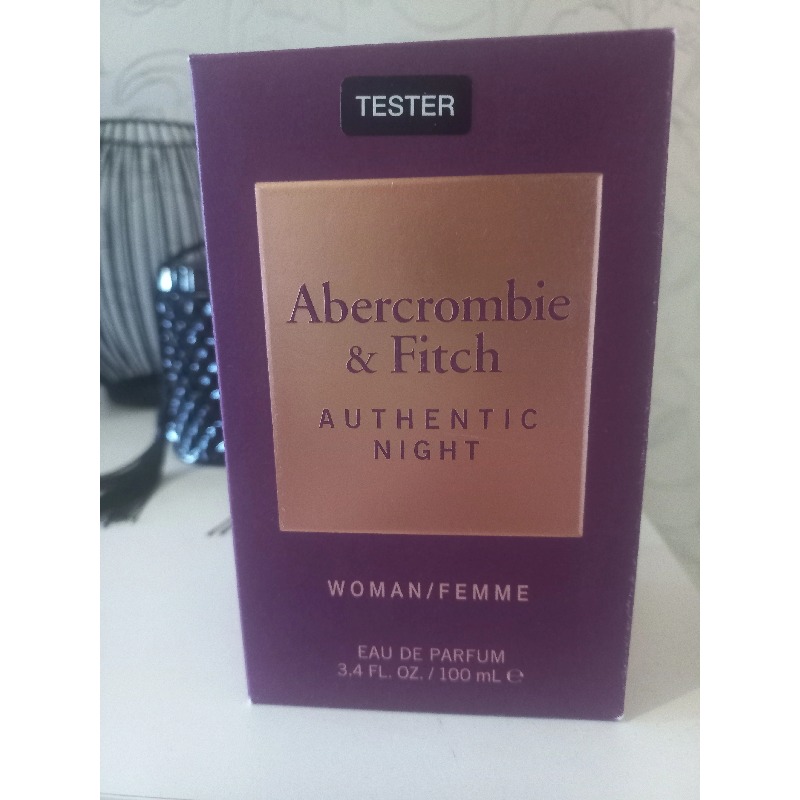 TESTER
Abercrombie
& Fitch
AUTHENTIC
NIGHT
WOMAN/FEMME
EAU DE PARFUM
3.4 FL. OZ. / 100 mL ℮